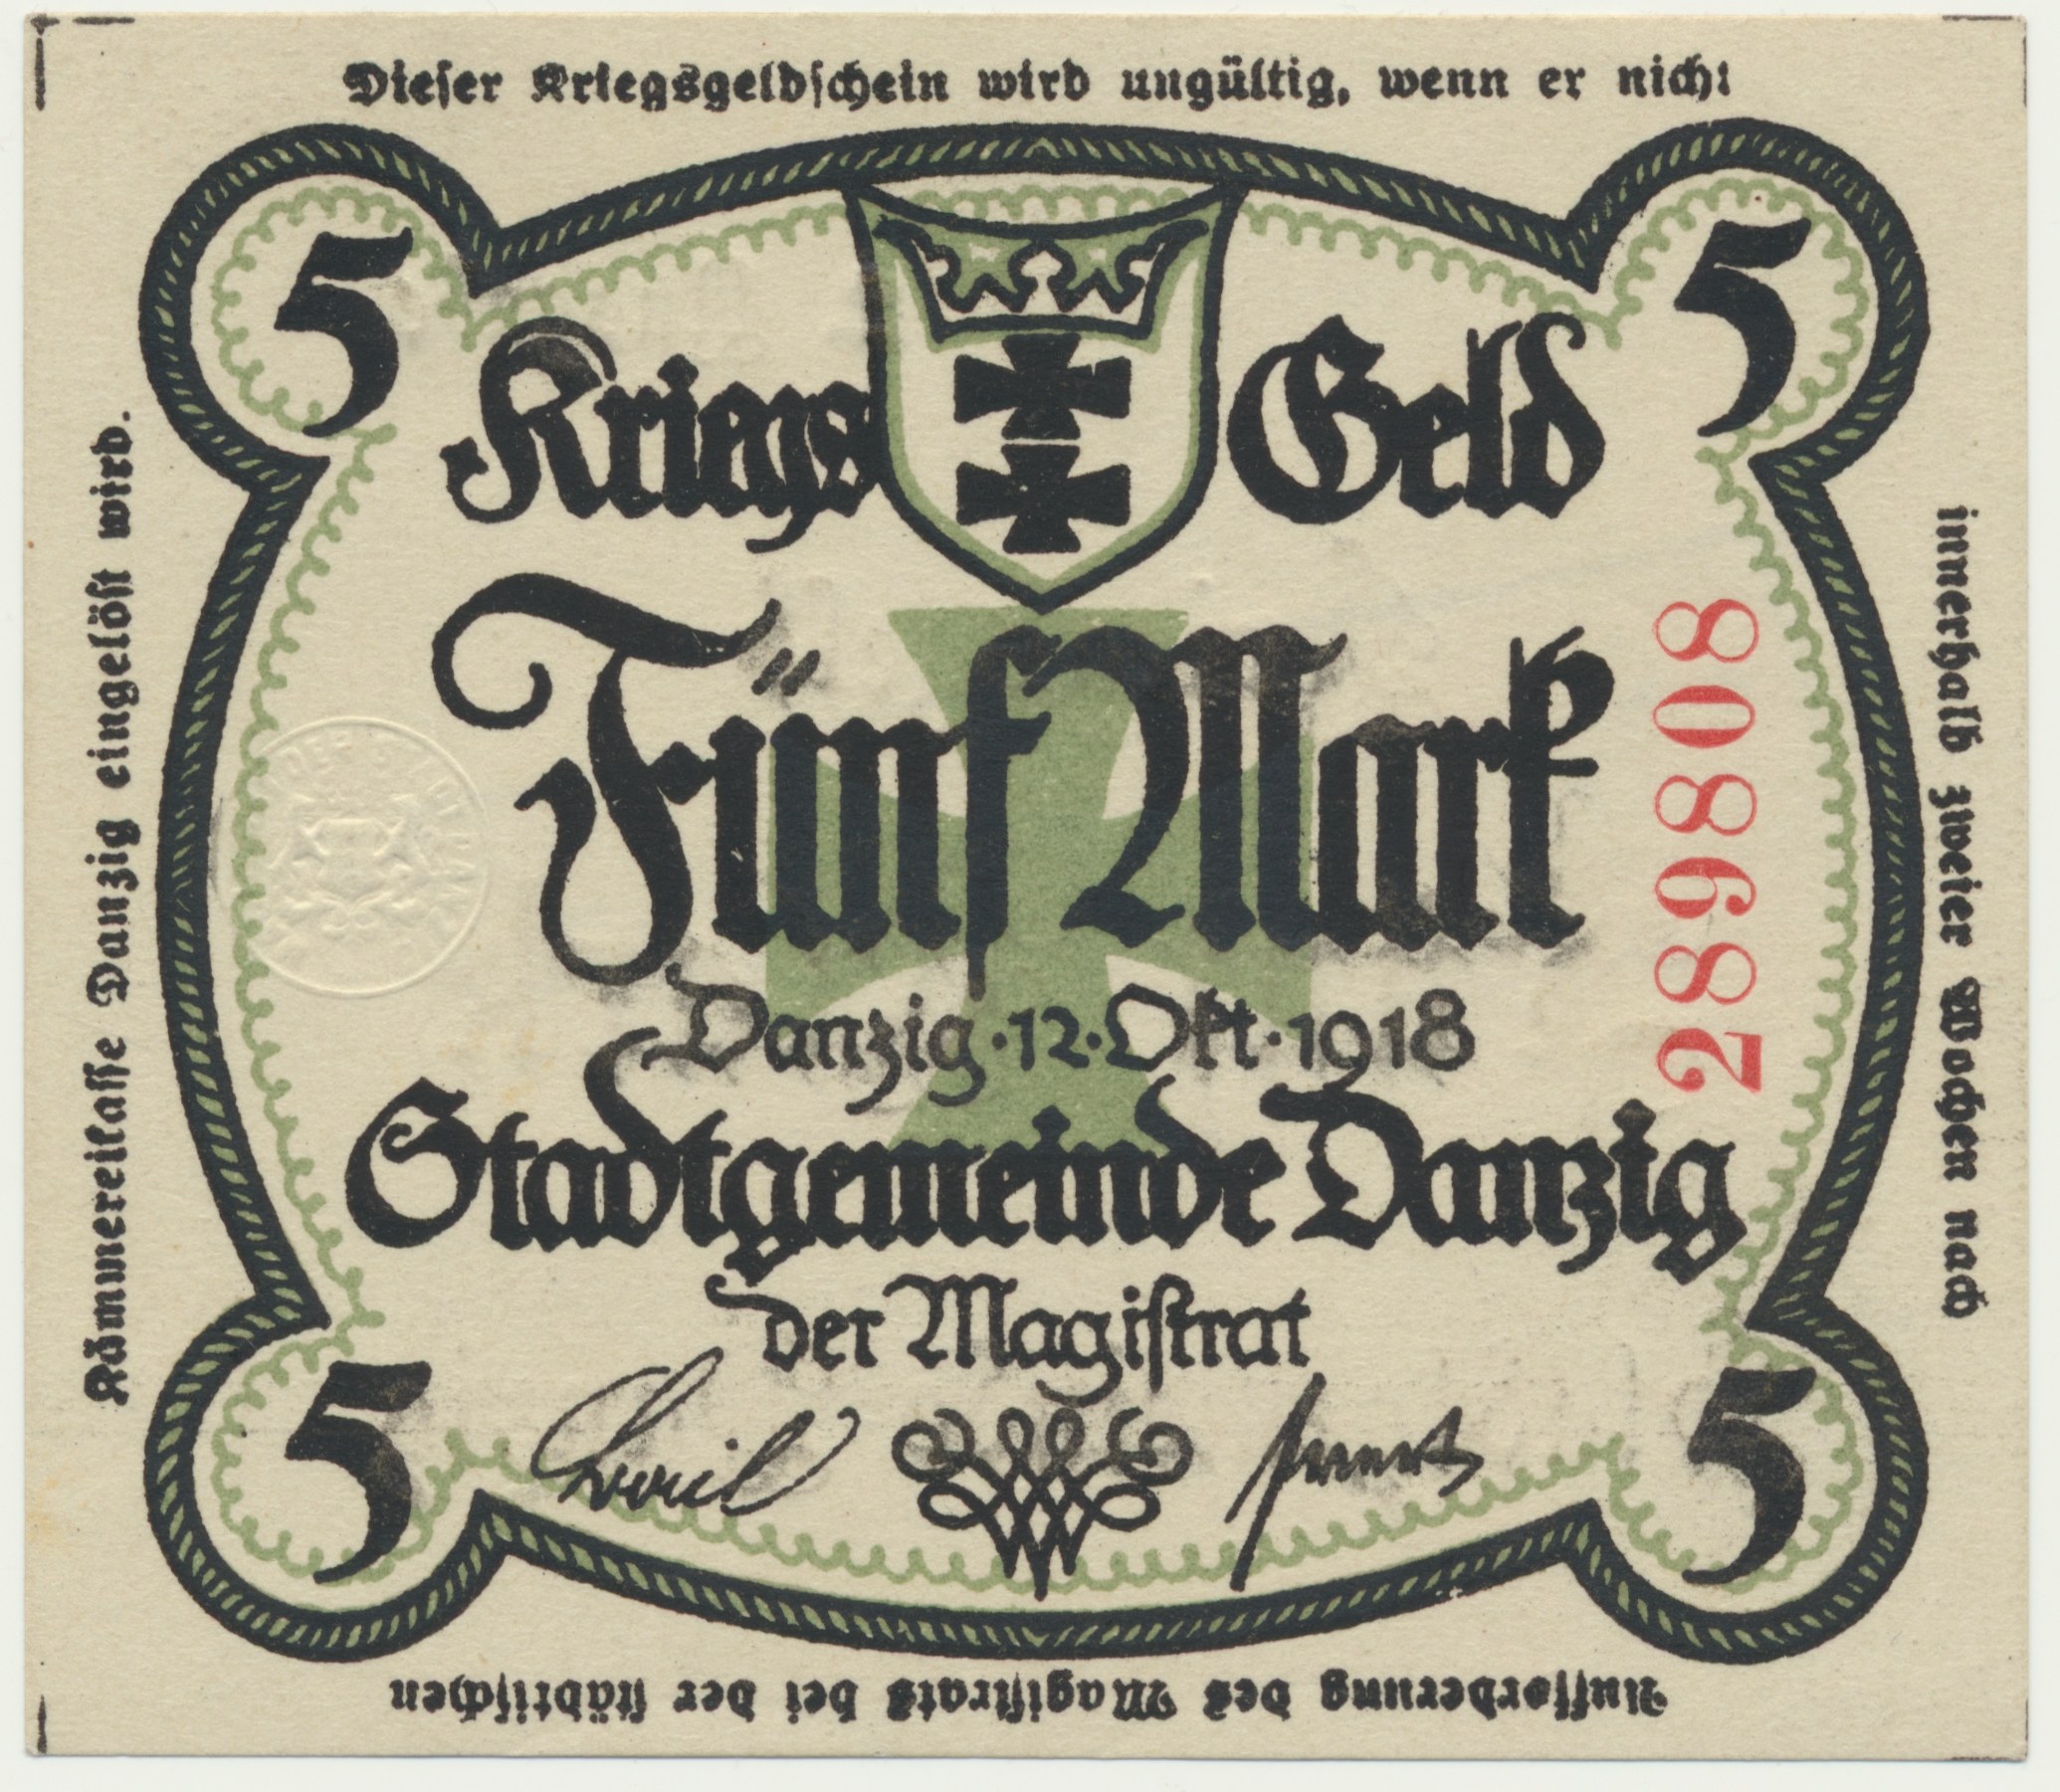 Dieser Kriegsgeldschein wird ungültig, wenn er nicht
innerhalb zweier Wochen nach
Aufforderung des Magistrats bei der städtischen
Kämmereikasse Danzig eingelöst wird.
5 5
Kriegs Geld
Fünf Mark
289808
Danzig·12·Okt·1918
Stadtgemeinde Danzig
der Magistrat
5 5